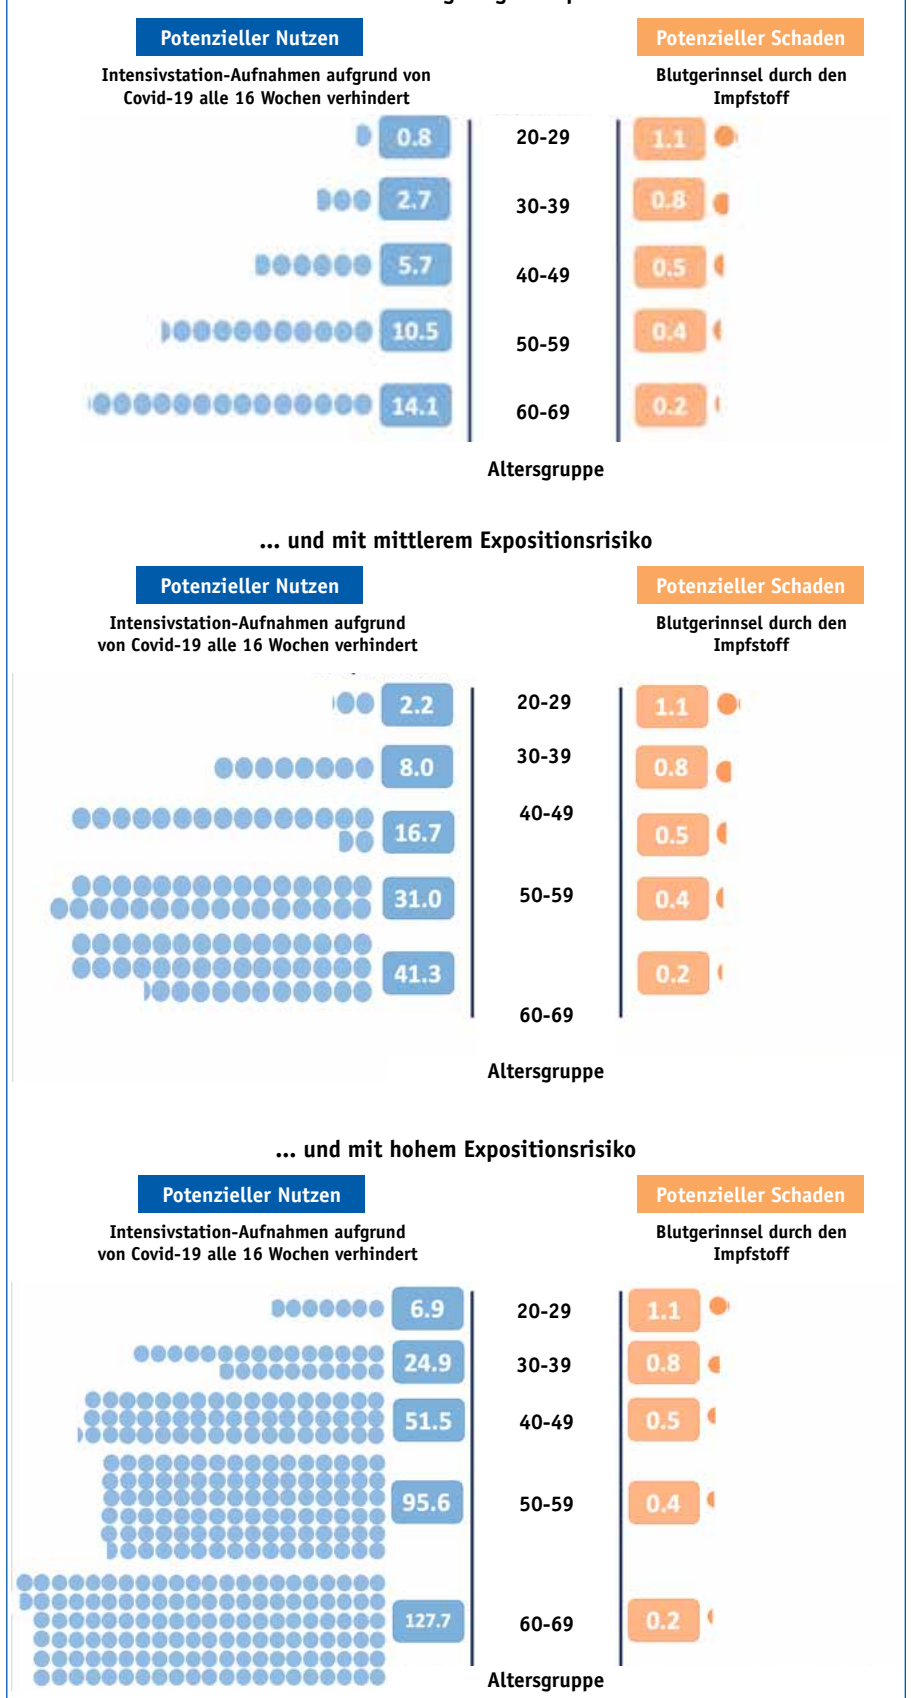 Potenzieller Nutzen
Potenzieller Schaden
Intensivstation-Aufnahmen aufgrund von
Covid-19 alle 16 Wochen verhindert
Blutgerinnsel durch den
Impfstoff
0.8 20-29 1.1
2.7 30-39 0.8
5.7 40-49 0.5
10.5 50-59 0.4
14.1 60-69 0.2
Altersgruppe
... und mit mittlerem Expositionsrisiko
Potenzieller Nutzen
Potenzieller Schaden
Intensivstation-Aufnahmen aufgrund
von Covid-19 alle 16 Wochen verhindert
Blutgerinnsel durch den
Impfstoff
2.2 20-29 1.1
8.0 30-39 0.8
16.7 40-49 0.5
31.0 50-59 0.4
41.3 60-69 0.2
Altersgruppe
... und mit hohem Expositionsrisiko
Potenzieller Nutzen
Potenzieller Schaden
Intensivstation-Aufnahmen aufgrund
von Covid-19 alle 16 Wochen verhindert
Blutgerinnsel durch den
Impfstoff
6.9 20-29 1.1
24.9 30-39 0.8
51.5 40-49 0.5
95.6 50-59 0.4
127.7 60-69 0.2
Altersgruppe